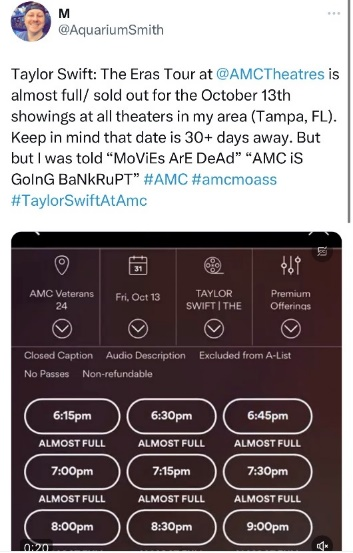 M
@AquariumSmith
Taylor Swift: The Eras Tour at @AMCTheatres is
almost full/ sold out for the October 13th
showings at all theaters in my area (Tampa, FL).
Keep in mind that date is 30+ days away. But
but I was told “MoViEs ArE DeAd” “AMC iS
GoInG BaNkRuPT” #AMC #amcmoass
#TaylorSwiftAtAmc
31
AMC Veterans
24
Fri, Oct 13
TAYLOR
SWIFT | THE
Premium
Offerings
Closed Caption Audio Description Excluded from A-List
No Passes Non-refundable
6:15pm 6:30pm 6:45pm
ALMOST FULL ALMOST FULL ALMOST FULL
7:00pm 7:15pm 7:30pm
ALMOST FULL ALMOST FULL ALMOST FULL
8:00pm 8:30pm 9:00pm
0:20